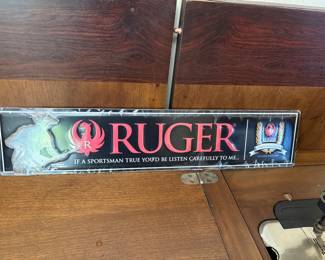 R
RUGER
IF A SPORTSMAN TRUE YOU'D BE LISTEN CAREFULLY TO ME...